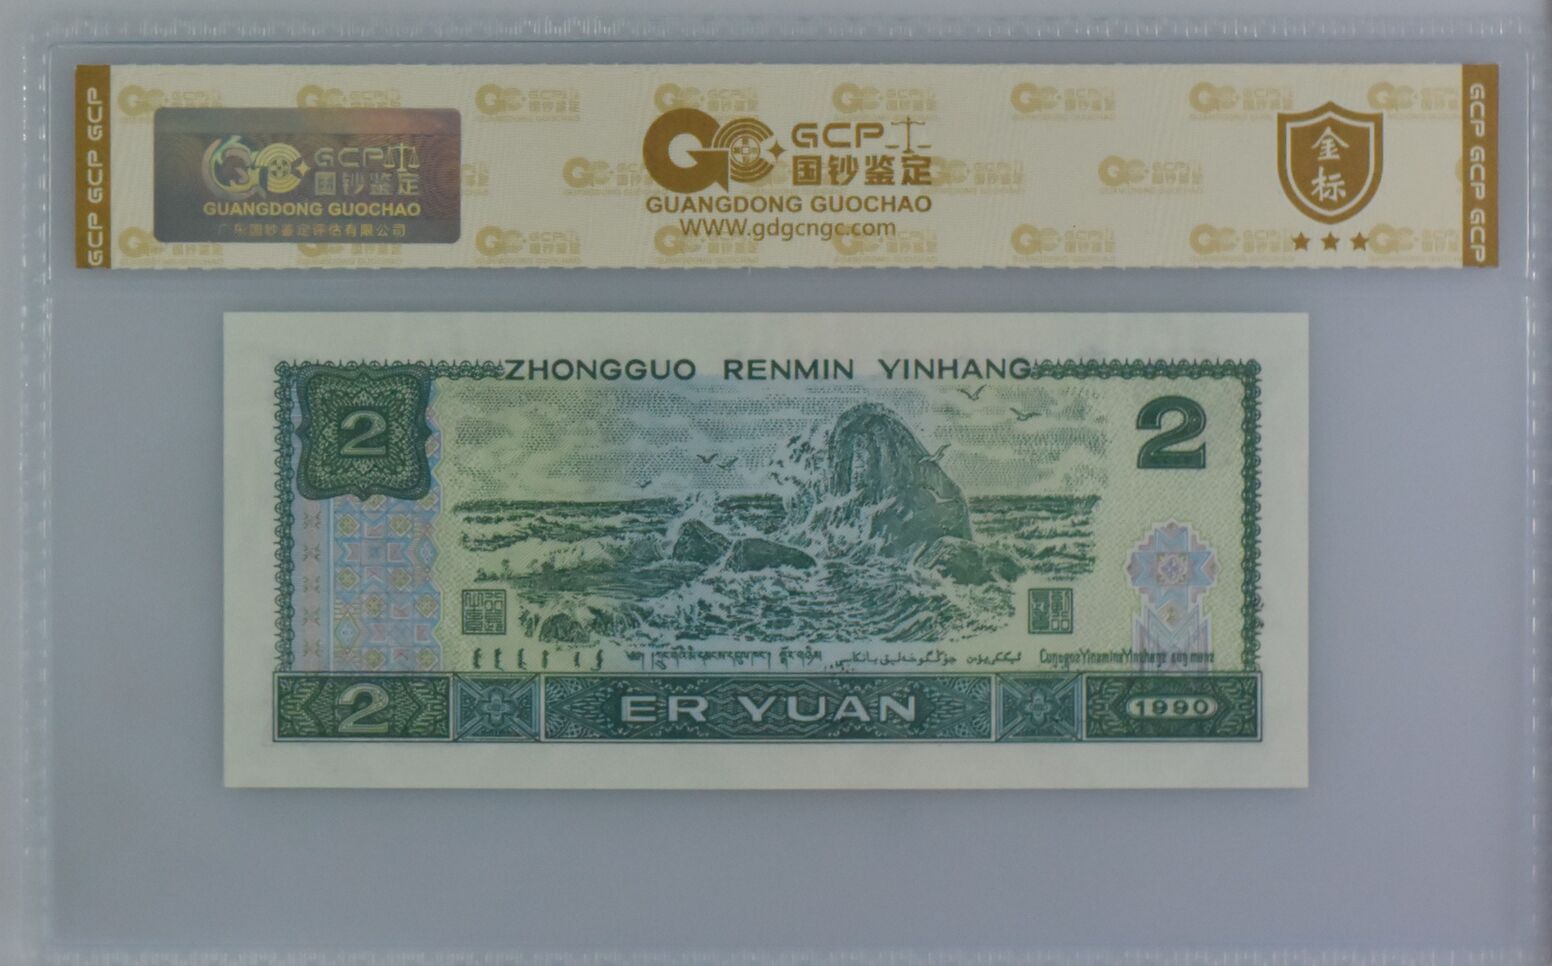 GCP GCP GCP
GCP
国钞鉴定
GUANGDONG GUOCHAO
广东国钞鉴定评估有限公司
GCP
国钞鉴定
GUANGDONG GUOCHAO
WWW.gdgcngc.com
金
标
GCP GCP GCP
ZHONGGUO RENMIN YINHANG
2
2
2
ER YUAN
1990